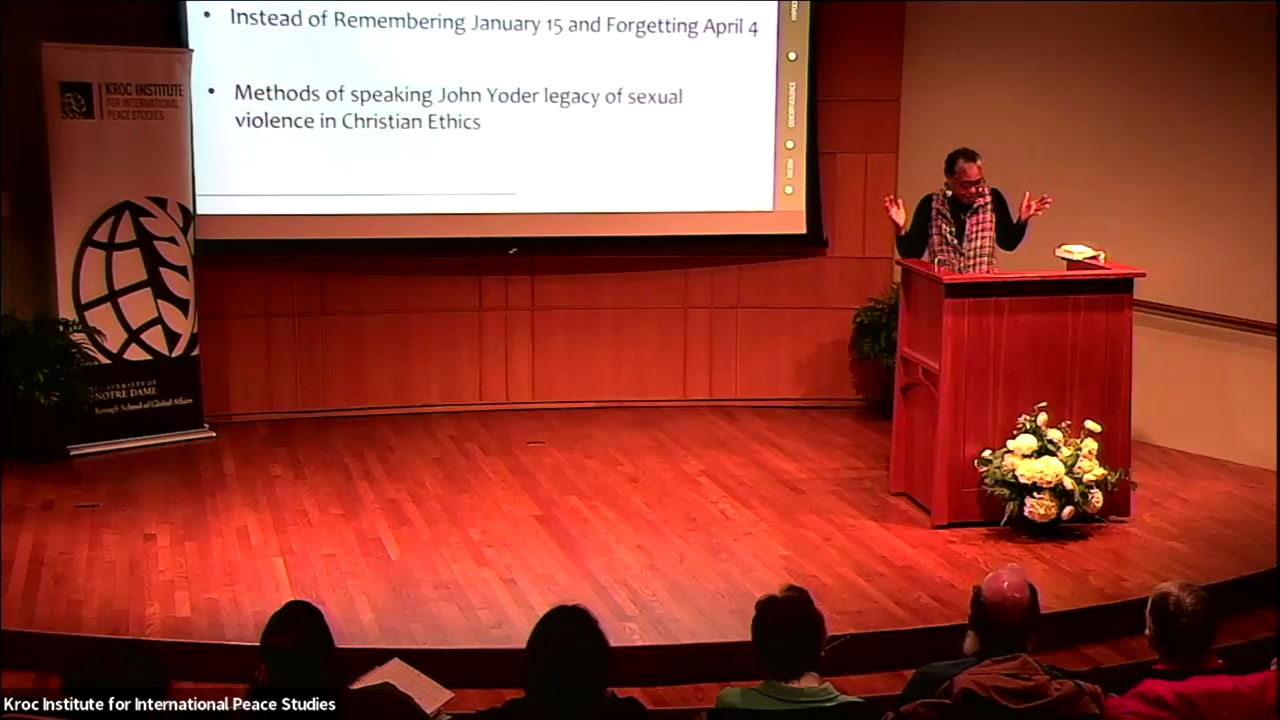 Instead of Remembering January 15 and Forgetting April 4
Methods of speaking John Yoder legacy of sexual
violence in Christian Ethics
KROC INSTITUTE
FOR INTERNATIONAL
PEACE STUDIES
UNIVERSITY OF
NOTRE DAME
Keough School of Global Affairs
Kroc Institute for International Peace Studies